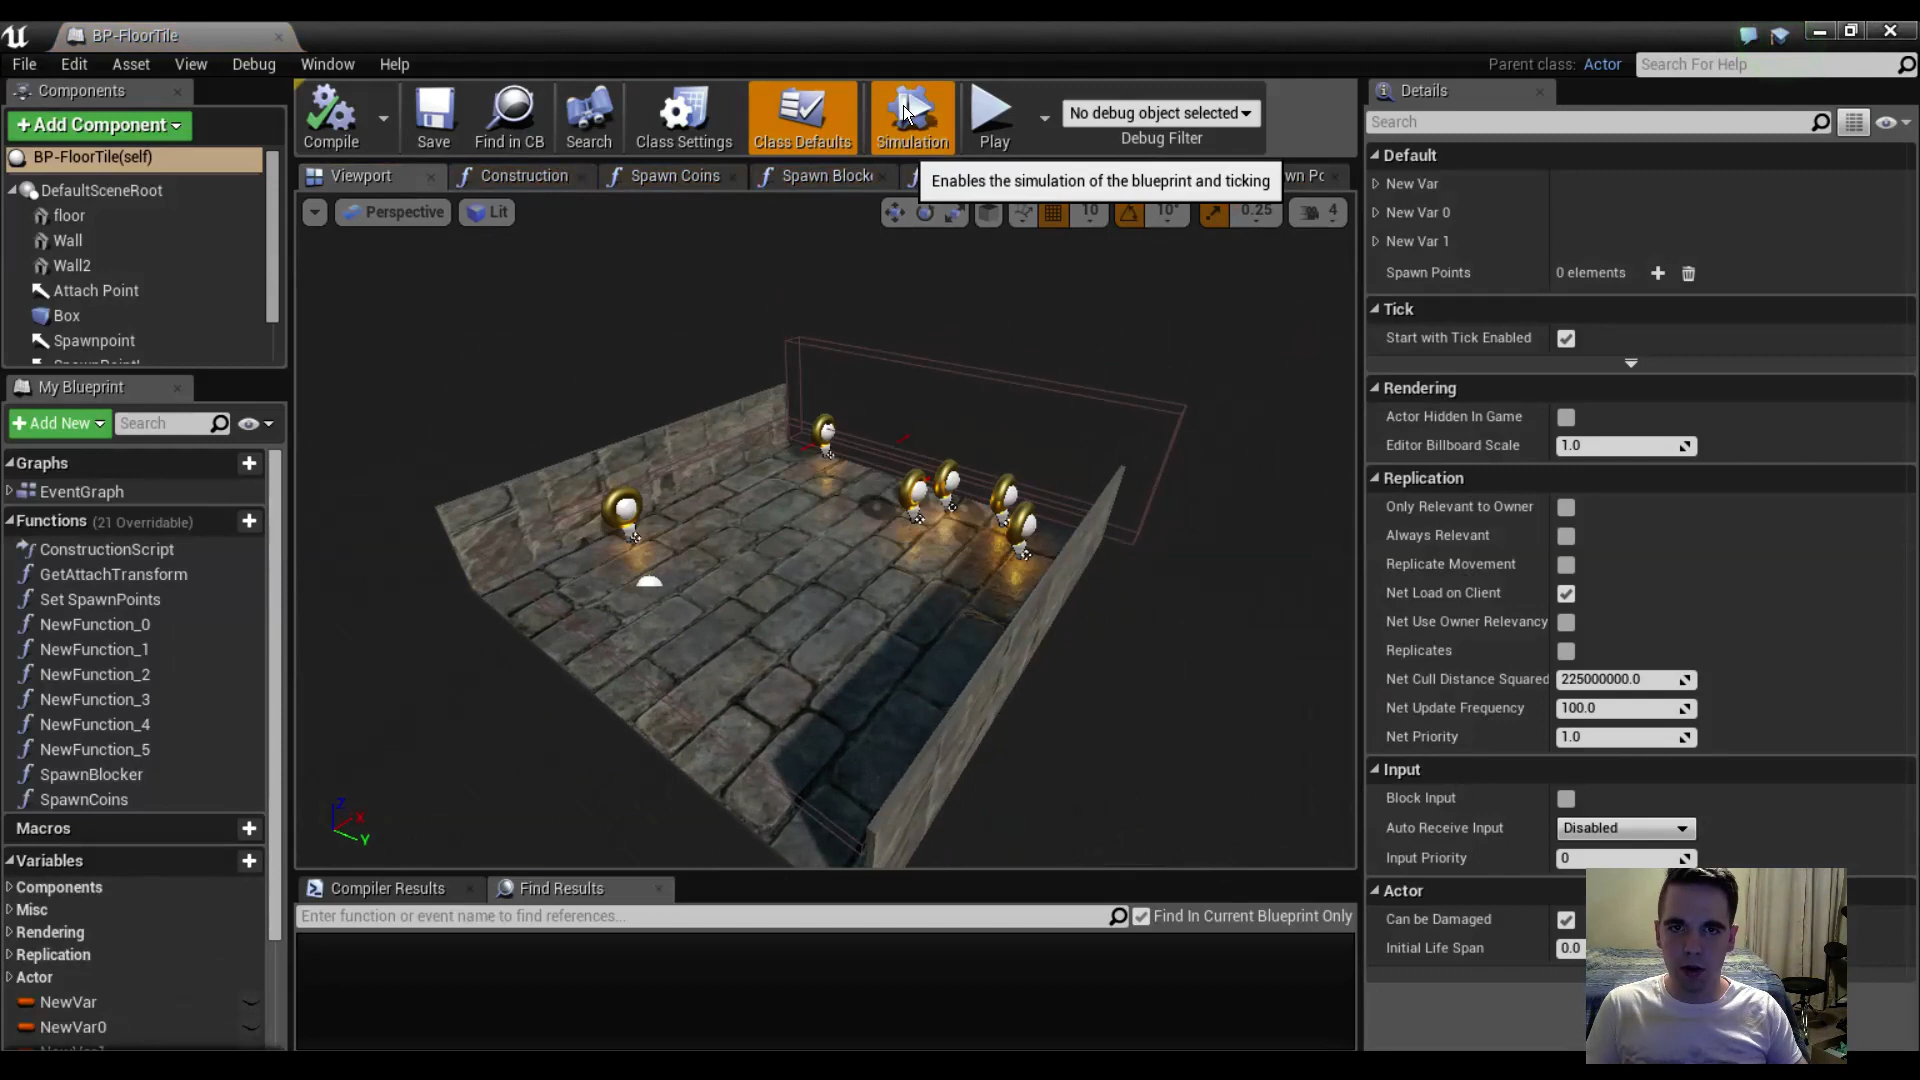 BP-FloorTile
File Edit Asset View Debug Window Help
Parent class: Actor Search For Help
Components
+ Add Component
BP-FloorTile(self)
DefaultSceneRoot
floor
Wall
Wall2
Attach Point
Box
Spawnpoint
My Blueprint
+ Add New Search
Graphs
EventGraph
Functions (21 Overridable)
ConstructionScript
GetAttachTransform
Set SpawnPoints
NewFunction_0
NewFunction_1
NewFunction_2
NewFunction_3
NewFunction_4
NewFunction_5
SpawnBlocker
SpawnCoins
Macros
Variables
Components
Misc
Rendering
Replication
Actor
NewVar
NewVar0
Compile Save Find in CB Search Class Settings Class Defaults Simulation Play
No debug object selected
Debug Filter
Viewport Construction Spawn Coins Spawn Block
Enables the simulation of the blueprint and ticking
Perspective Lit 10 10° 0.25 4
Z
X
Y
Compiler Results Find Results
Enter function or event name to find references...
Find In Current Blueprint Only
Details
Search
Default
New Var
New Var 0
New Var 1
Spawn Points 0 elements
Tick
Start with Tick Enabled
Rendering
Actor Hidden In Game
Editor Billboard Scale 1.0
Replication
Only Relevant to Owner
Always Relevant
Replicate Movement
Net Load on Client
Net Use Owner Relevancy
Replicates
Net Cull Distance Squared 225000000.0
Net Update Frequency 100.0
Net Priority 1.0
Input
Block Input
Auto Receive Input Disabled
Input Priority 0
Actor
Can be Damaged
Initial Life Span 0.0